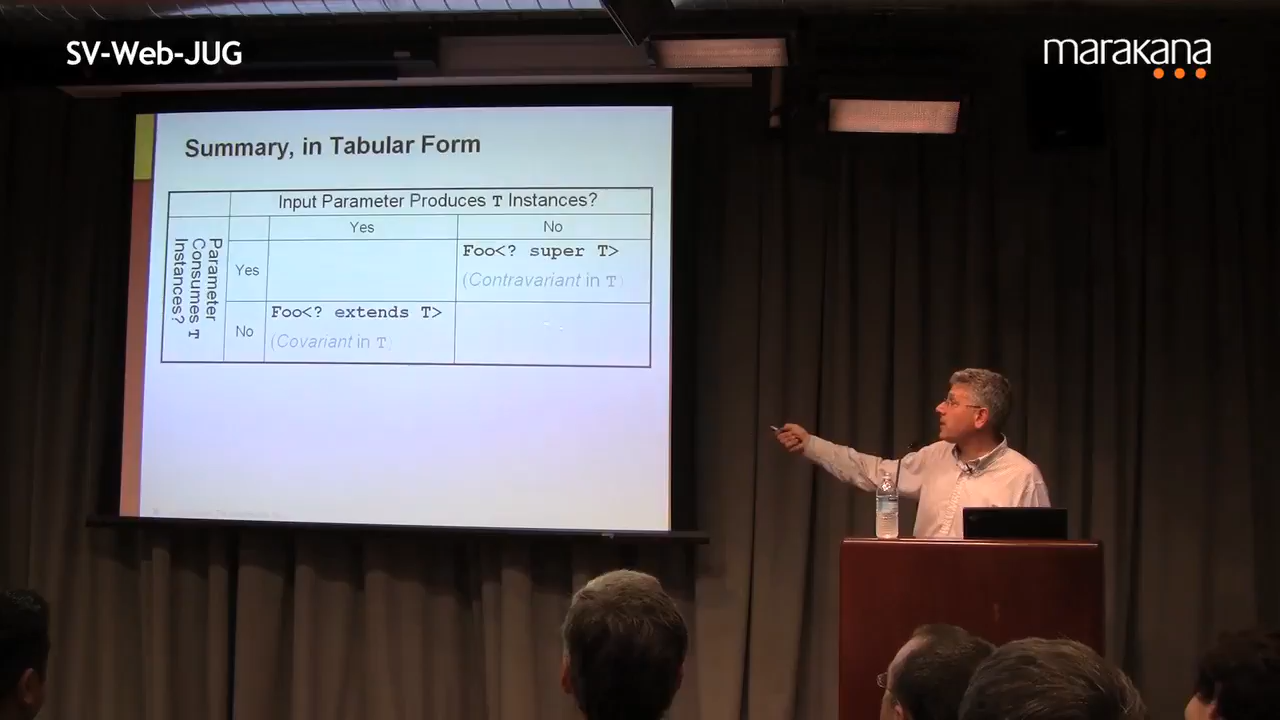 SV-Web-JUG
marakana
Summary, in Tabular Form
Input Parameter Produces T Instances?
Yes
No
Parameter
Consumes T
Instances?
Yes
Foo<? super T>
(Contravariant in T)
No
Foo<? extends T>
(Covariant in T)